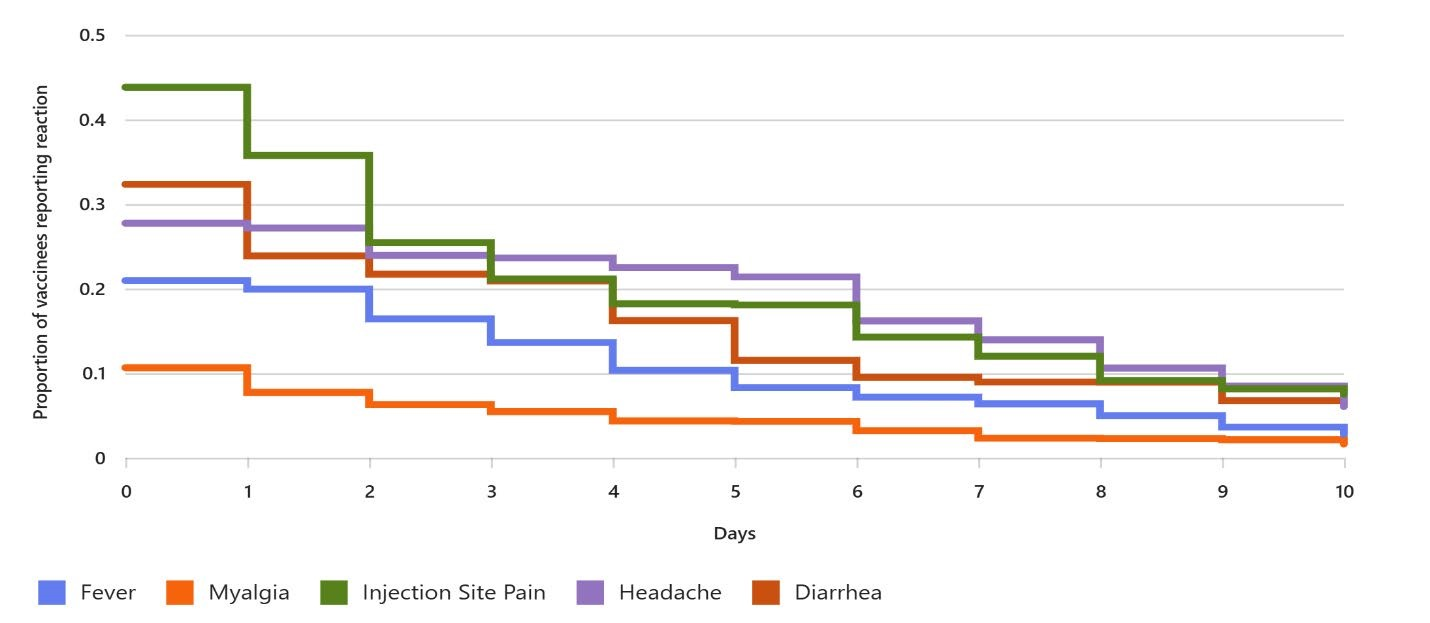 Proportion of vaccinees reporting reaction
0.5
0.4
0.3
0.2
0.1
0
0 1 2 3 4 5 6 7 8 9 10
Days
Fever Myalgia Injection Site Pain Headache Diarrhea